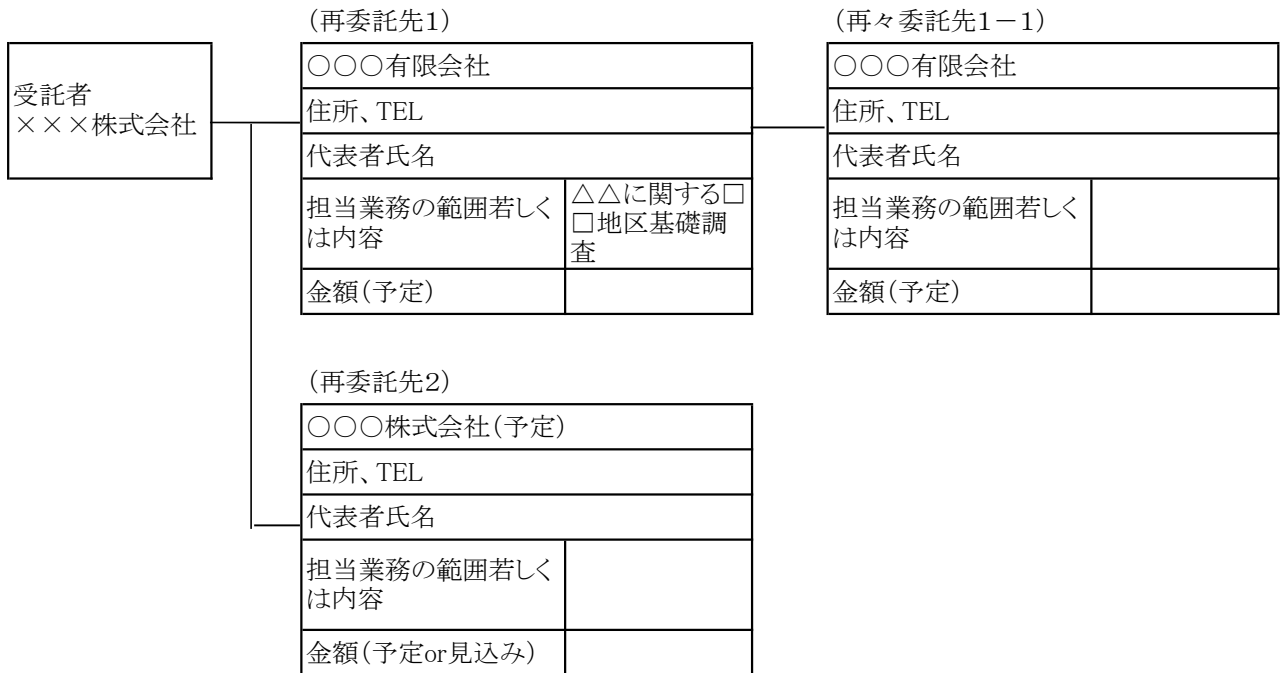 (再委託先1)
(再々委託先1-1)
受託者
×××株式会社
○○○有限会社
住所、TEL
代表者氏名
担当業務の範囲若しく
は内容
△△に関する□
□地区基礎調
査
金額(予定)
○○○有限会社
住所、TEL
代表者氏名
担当業務の範囲若しく
は内容
金額(予定)
(再委託先2)
○○○株式会社(予定)
住所、TEL
代表者氏名
担当業務の範囲若しく
は内容
金額(予定or見込み)